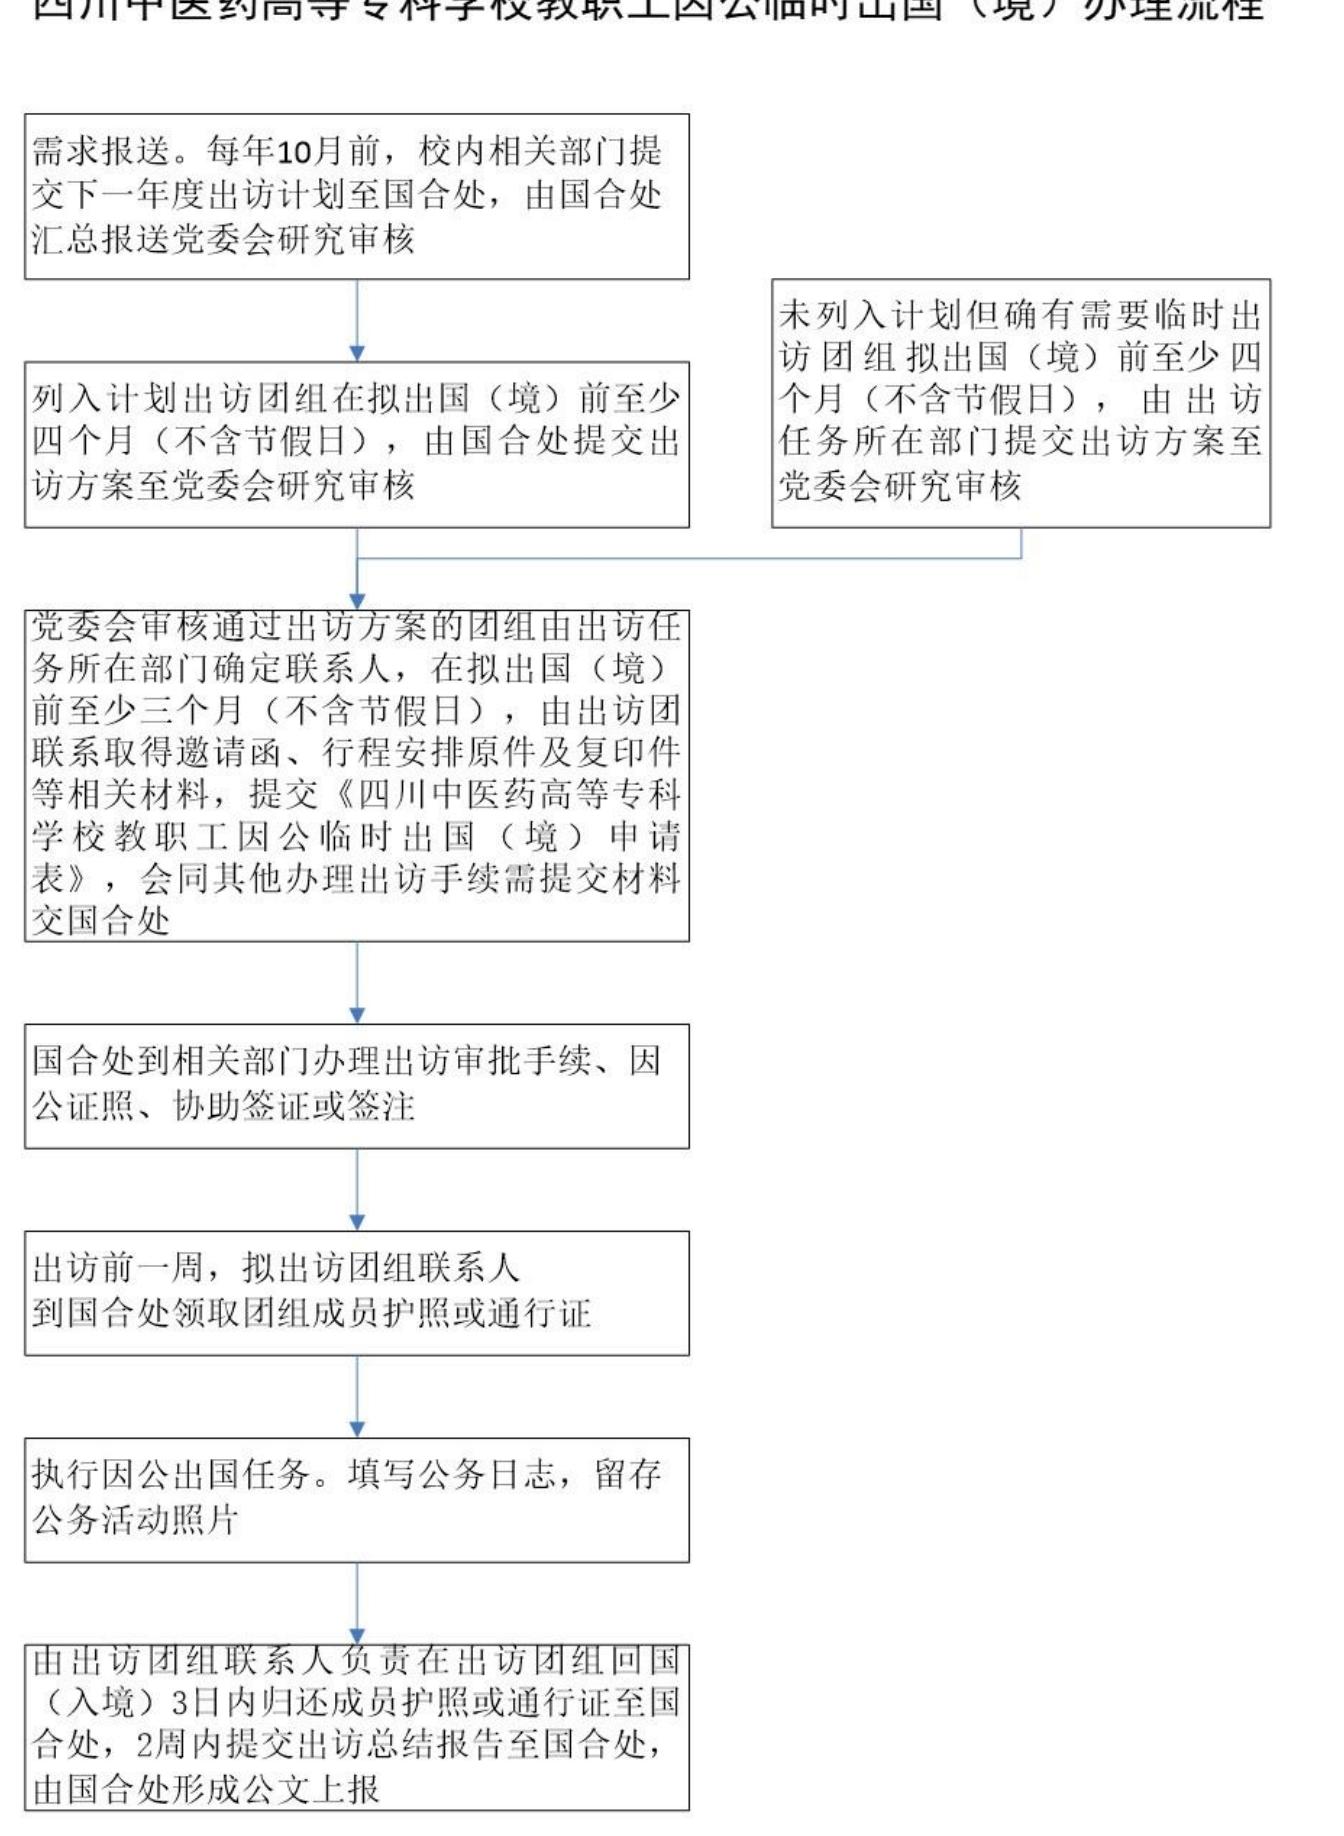 四川中医药高等专科学校教职工因公临时出国（境）办理流程
需求报送。每年10月前，校内相关部门提
交下一年度出访计划至国合处，由国合处
汇总报送党委会研究审核
列入计划出访团组在拟出国（境）前至少
四个月（不含节假日），由国合处提交出
访方案至党委会研究审核
未列入计划但确有需要临时出
访团组拟出国（境）前至少四
个月（不含节假日），由出访
任务所在部门提交出访方案至
党委会研究审核
党委会审核通过出访方案的团组由出访任
务所在部门确定联系人，在拟出国（境）
前至少三个月（不含节假日），由出访团
联系取得邀请函、行程安排原件及复印件
等相关材料，提交《四川中医药高等专科
学校教职工因公临时出国（境）申请
表》，会同其他办理出访手续需提交材料
交国合处
国合处到相关部门办理出访审批手续、因
公证照、协助签证或签注
出访前一周，拟出访团组联系人
到国合处领取团组成员护照或通行证
执行因公出国任务。填写公务日志，留存
公务活动照片
由出访团组联系人负责在出访团组回国
（入境）3日内归还成员护照或通行证至国
合处，2周内提交出访总结报告至国合处，
由国合处形成公文上报